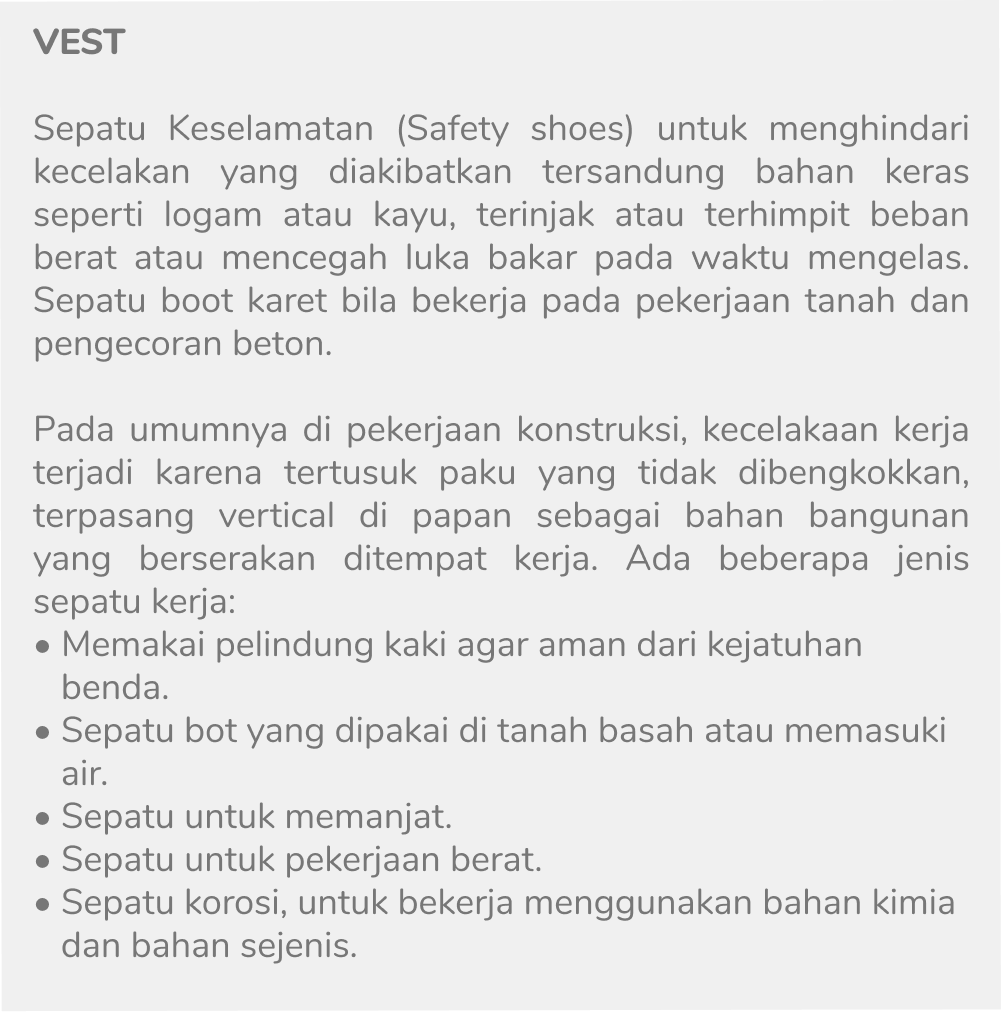 VEST
Sepatu Keselamatan (Safety shoes) untuk menghindari
kecelakan yang diakibatkan tersandung bahan keras
seperti logam atau kayu, terinjak atau terhimpit beban
berat atau mencegah luka bakar pada waktu mengelas.
Sepatu boot karet bila bekerja pada pekerjaan tanah dan
pengecoran beton.
Pada umumnya di pekerjaan konstruksi, kecelakaan kerja
terjadi karena tertusuk paku yang tidak dibengkokkan,
terpasang vertical di papan sebagai bahan bangunan
yang berserakan ditempat kerja. Ada beberapa jenis
sepatu kerja:
• Memakai pelindung kaki agar aman dari kejatuhan
benda.
• Sepatu bot yang dipakai di tanah basah atau memasuki
air.
• Sepatu untuk memanjat.
• Sepatu untuk pekerjaan berat.
• Sepatu korosi, untuk bekerja menggunakan bahan kimia
dan bahan sejenis.